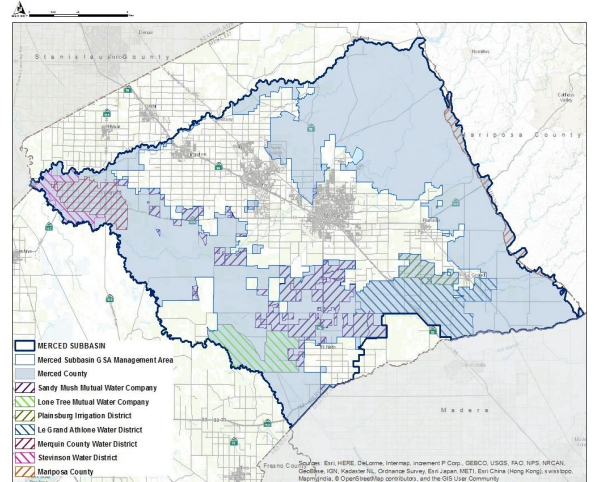 Stanislaus County
Mariposa County
Madera
Fresno County
MERCED SUBBASIN
Merced Subbasin GSA Management Area
Merced County
Sandy Mush Mutual Water Company
Lone Tree Mutual Water Company
Plainsburg Irrigation District
Le Grand Athlone Water District
Merquin County Water District
Stevinson Water District
Mariposa County
Sources: Esri, HERE, DeLorme, Intermap, increment P Corp., GEBCO, USGS, FAO, NPS, NRCAN,
GeoBase, IGN, Kadaster NL, Ordnance Survey, Esri Japan, METI, Esri China (Hong Kong), swisstopo,
MapmyIndia, © OpenStreetMap contributors, and the GIS User Community